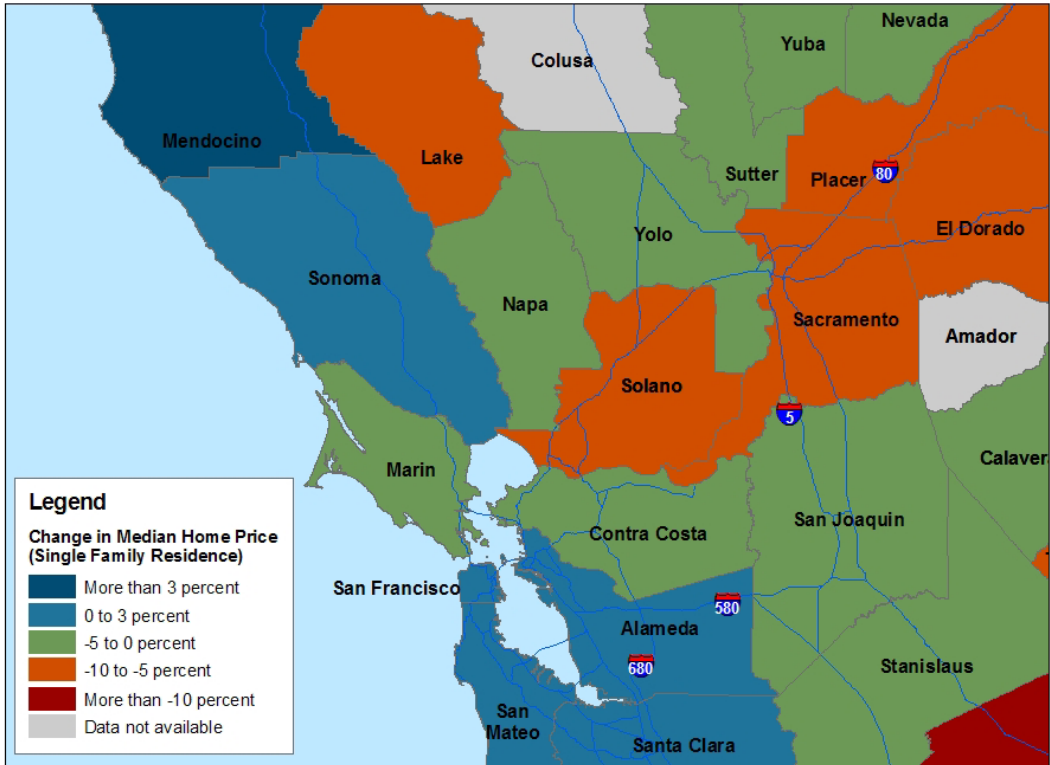 Nevada
Yuba
Colusa
Mendocino
Lake
Sutter
Placer
80
El Dorado
Yolo
Sonoma
Napa
Sacramento
Amador
Solano
5
Marin
Calaver
San Joaquin
Contra Costa
San Francisco
580
Alameda
680
Stanislaus
San
Mateo
Santa Clara
Legend
Change in Median Home Price
(Single Family Residence)
More than 3 percent
0 to 3 percent
-5 to 0 percent
-10 to -5 percent
More than -10 percent
Data not available